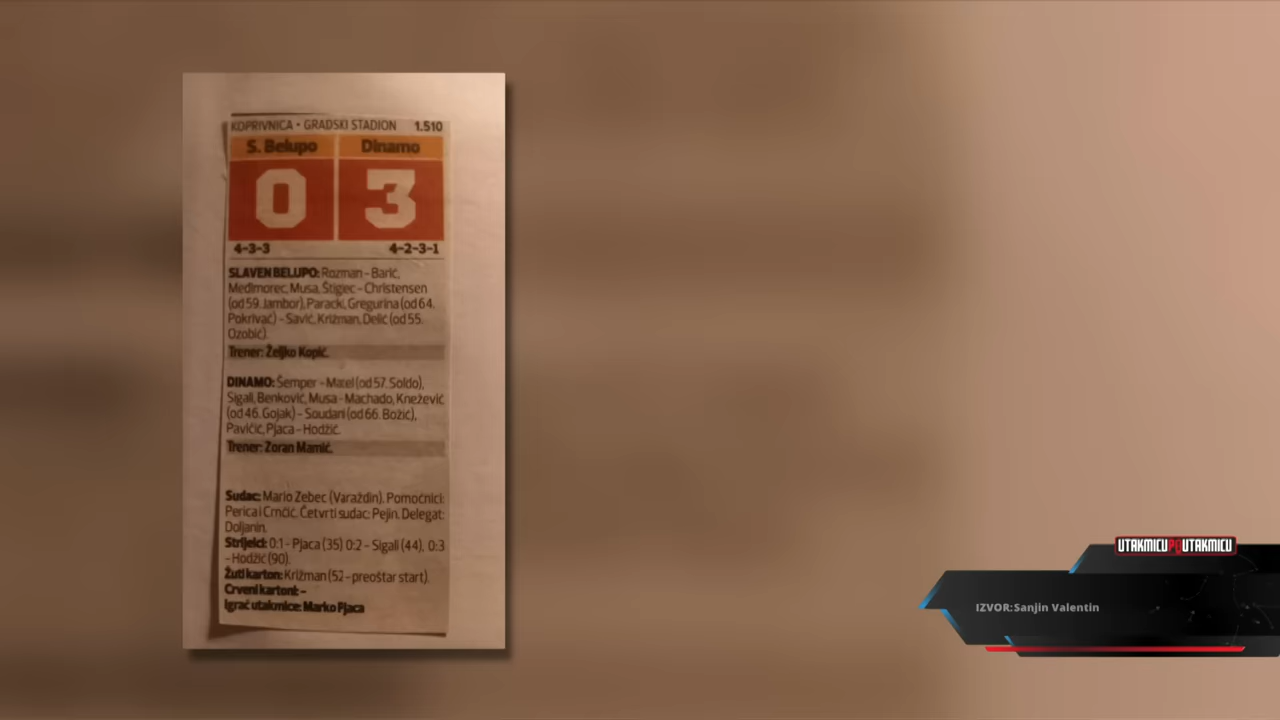 KOPRIVNICA • GRADSKI STADION 1.510
S. Belupo Dinamo
0 3
4-3-3 4-2-3-1
SLAVEN BELUPO: Rozman – Barić,
Međimorec, Musa, Štiglec – Christensen
(od 59. Jambor), Paracki, Gregurina (od 64.
Pokrivač) – Savić, Križman, Delić (od 55.
Ozobić).
Trener: Željko Kopić.
DINAMO: Šemper – Matel (od 57. Soldo),
Sigali, Benković, Musa – Machado, Knežević
(od 46. Gojak) – Soudani (od 66. Božić),
Pavičić, Pjaca – Hodžić.
Trener: Zoran Mamić.
Sudac: Mario Zebec (Varaždin). Pomoćnici:
Perica i Crnčić. Četvrti sudac: Pejin. Delegat:
Doljanin.
Strijelci: 0:1 – Pjaca (35) 0:2 – Sigali (44), 0:3
– Hodžić (90).
Žuti karton: Križman (52 – preoštar start).
Crveni kartoni: –
Igrač utakmice: Marko Pjaca
UTAKMICUPOUTAKMICU
IZVOR:Sanjin Valentin